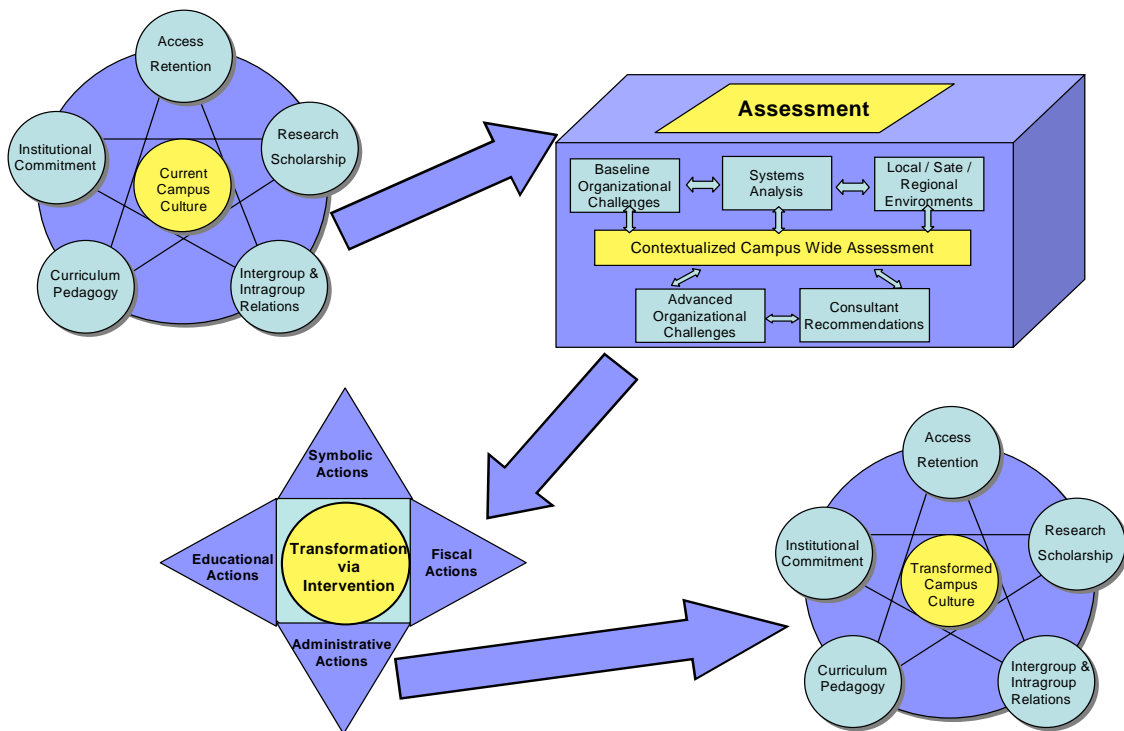 Access
Retention
Institutional
Commitment
Research
Scholarship
Current
Campus
Culture
Curriculum
Pedagogy
Intergroup &
Intragroup
Relations
Assessment
Baseline
Organizational
Challenges
Systems
Analysis
Local / Sate /
Regional
Environments
Contextualized Campus Wide Assessment
Advanced
Organizational
Challenges
Consultant
Recommendations
Symbolic
Actions
Educational
Actions
Transformation
via
Intervention
Fiscal
Actions
Administrative
Actions
Access
Retention
Institutional
Commitment
Research
Scholarship
Transformed
Campus
Culture
Curriculum
Pedagogy
Intergroup &
Intragroup
Relations